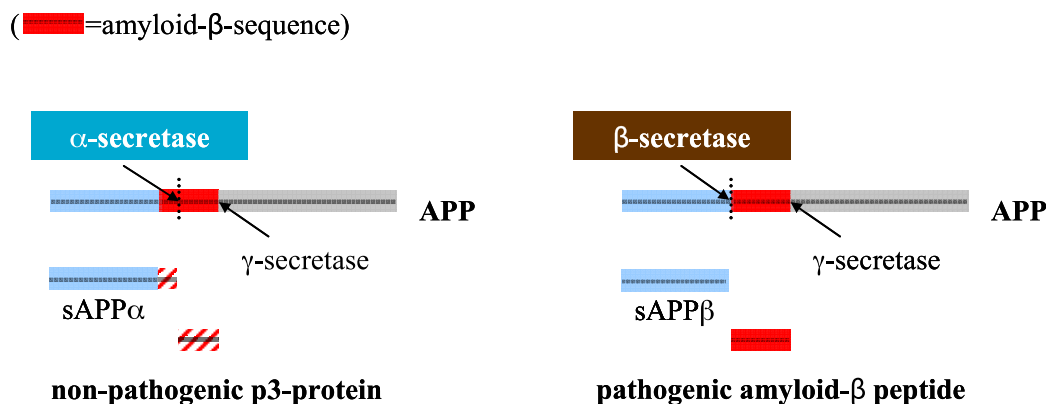 ( =amyloid-β-sequence)
α-secretase
β-secretase
APP
APP
γ-secretase
γ-secretase
sAPPα
sAPPβ
non-pathogenic p3-protein
pathogenic amyloid-β peptide